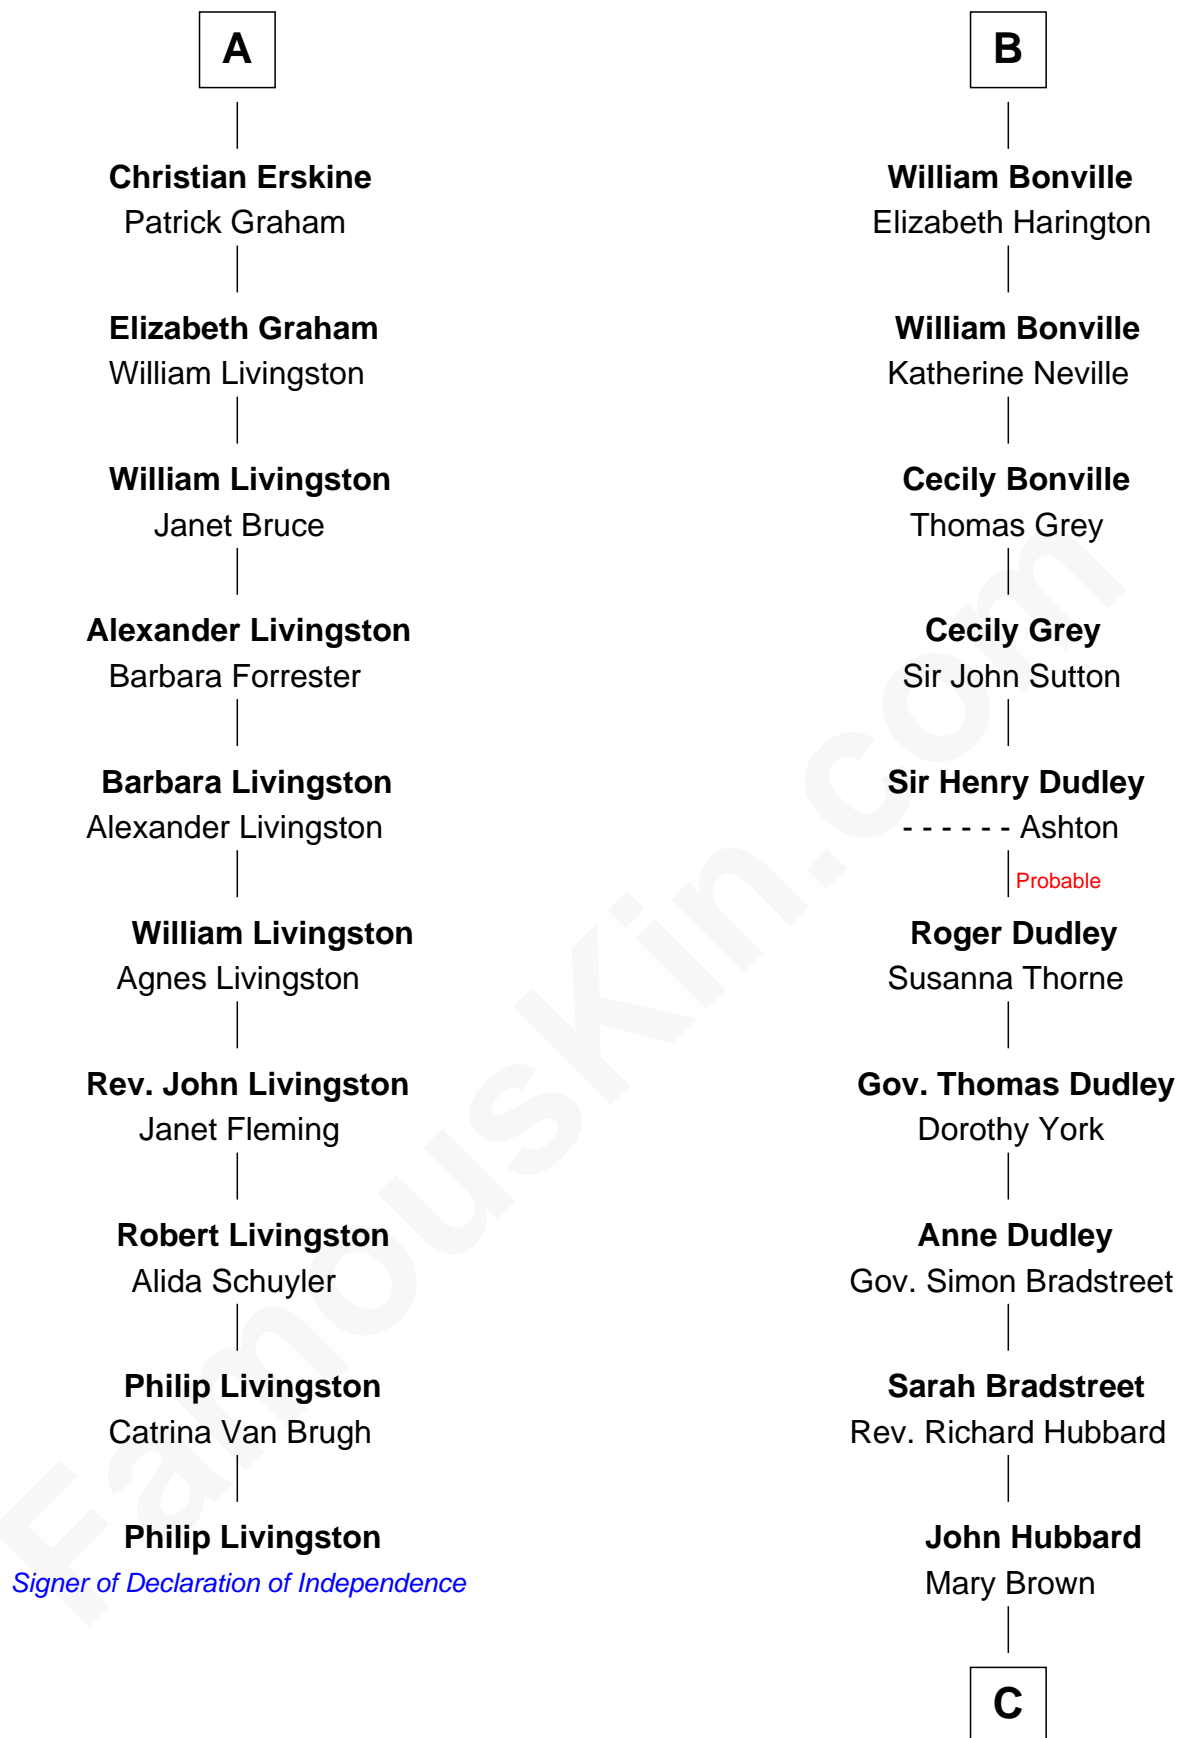 A
Christian Erskine
Patrick Graham
Elizabeth Graham
William Livingston
William Livingston
Janet Bruce
Alexander Livingston
Barbara Forrester
Barbara Livingston
Alexander Livingston
William Livingston
Agnes Livingston
Rev. John Livingston
Janet Fleming
Robert Livingston
Alida Schuyler
Philip Livingston
Catrina Van Brugh
Philip Livingston
Signer of Declaration of Independence
B
William Bonville
Elizabeth Harington
William Bonville
Katherine Neville
Cecily Bonville
Thomas Grey
Cecily Grey
Sir John Sutton
Sir Henry Dudley
- - - - - - Ashton
Probable
Roger Dudley
Susanna Thorne
Gov. Thomas Dudley
Dorothy York
Anne Dudley
Gov. Simon Bradstreet
Sarah Bradstreet
Rev. Richard Hubbard
John Hubbard
Mary Brown
C
FamousKin.com